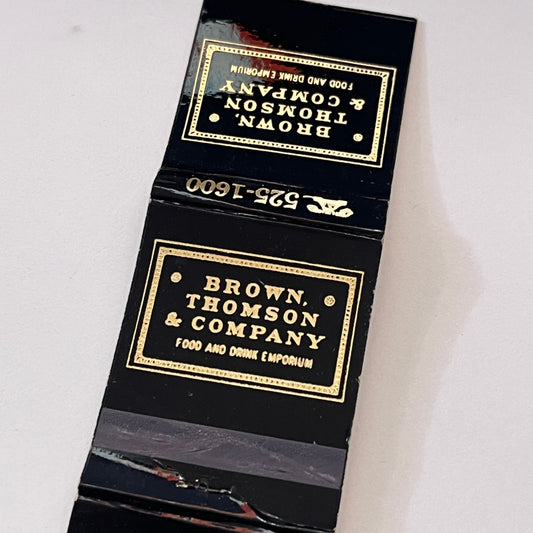 BROWN,
THOMSON
& COMPANY
FOOD AND DRINK EMPORIUM
525-1600
BROWN,
THOMSON
& COMPANY
FOOD AND DRINK EMPORIUM